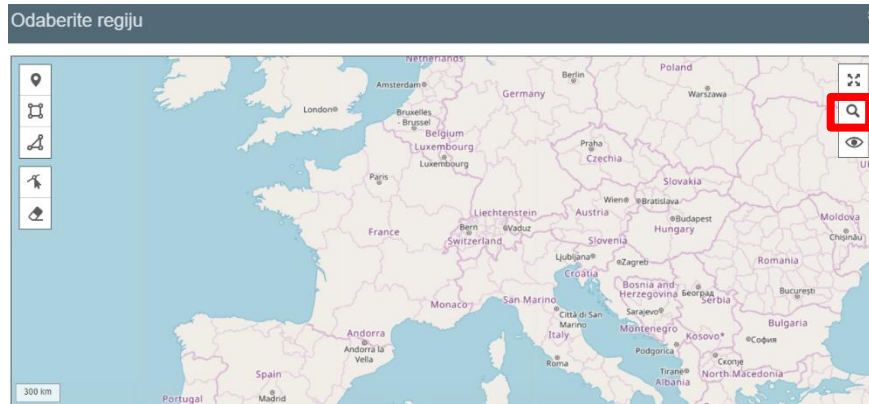 Odaberite regiju
Netherlands
Amsterdam
Berlin
Poland
Germany
Warszawa
London
Bruxelles
- Brussel
Belgium
Luxembourg
Luxembourg
Praha
Czechia
Paris
Slovakia
Wien
Bratislava
Liechtenstein
Austria
Budapest
Moldova
France
Bern
Vaduz
Hungary
Chișinău
Switzerland
Slovenia
Ljubljana
Zagreb
Romania
Croatia
Bosnia and
Herzegovina
Београд
Serbia
București
Monaco
San Marino
Città di San
Marino
Sarajevo
Italy
Montenegro
Kosovo*
Bulgaria
София
Andorra
Andorra la
Vella
Podgorica
Roma
Скопје
Tiranë
North Macedonia
Albania
Spain
300 km
Portugal
Madrid